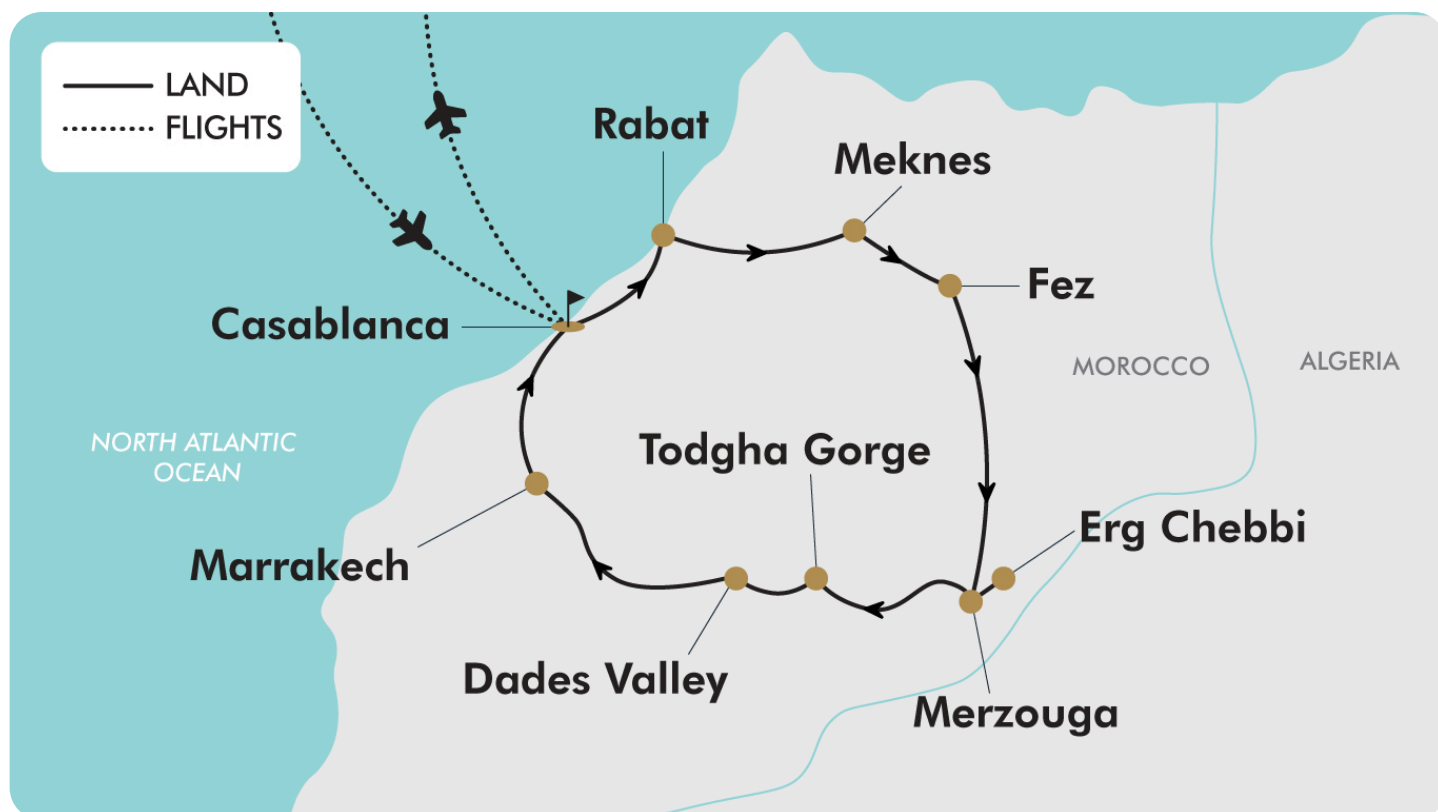 LAND
FLIGHTS
Rabat
Meknes
Fez
Casablanca
MOROCCO
ALGERIA
NORTH ATLANTIC
OCEAN
Todgha Gorge
Erg Chebbi
Marrakech
Dades Valley
Merzouga